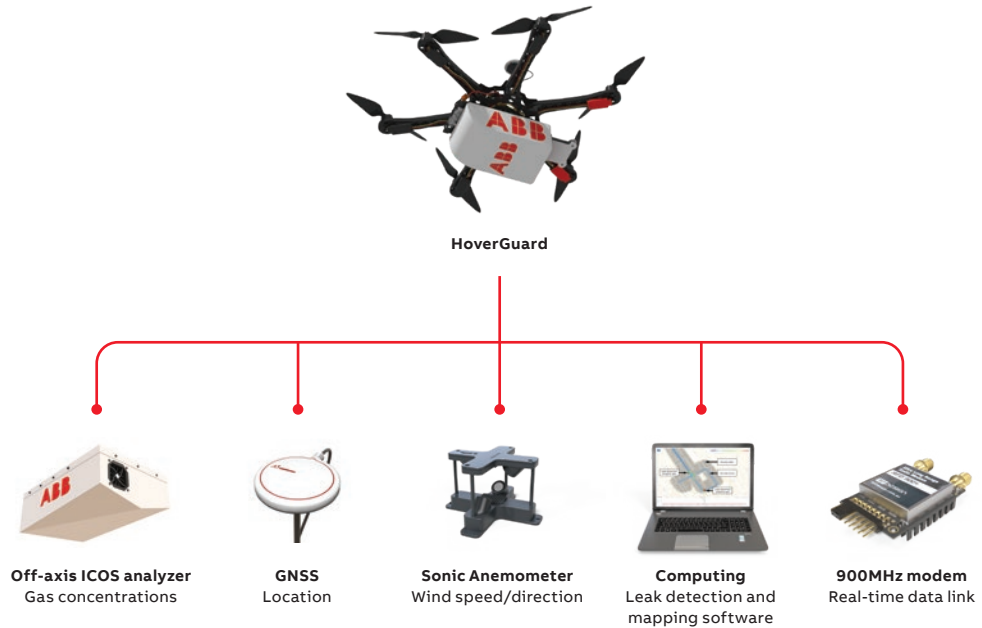 ABB
ABB
HoverGuard
ABB
Off-axis ICOS analyzer
Gas concentrations
GNSS
Location
Sonic Anemometer
Wind speed/direction
Computing
Leak detection and
mapping software
900MHz modem
Real-time data link